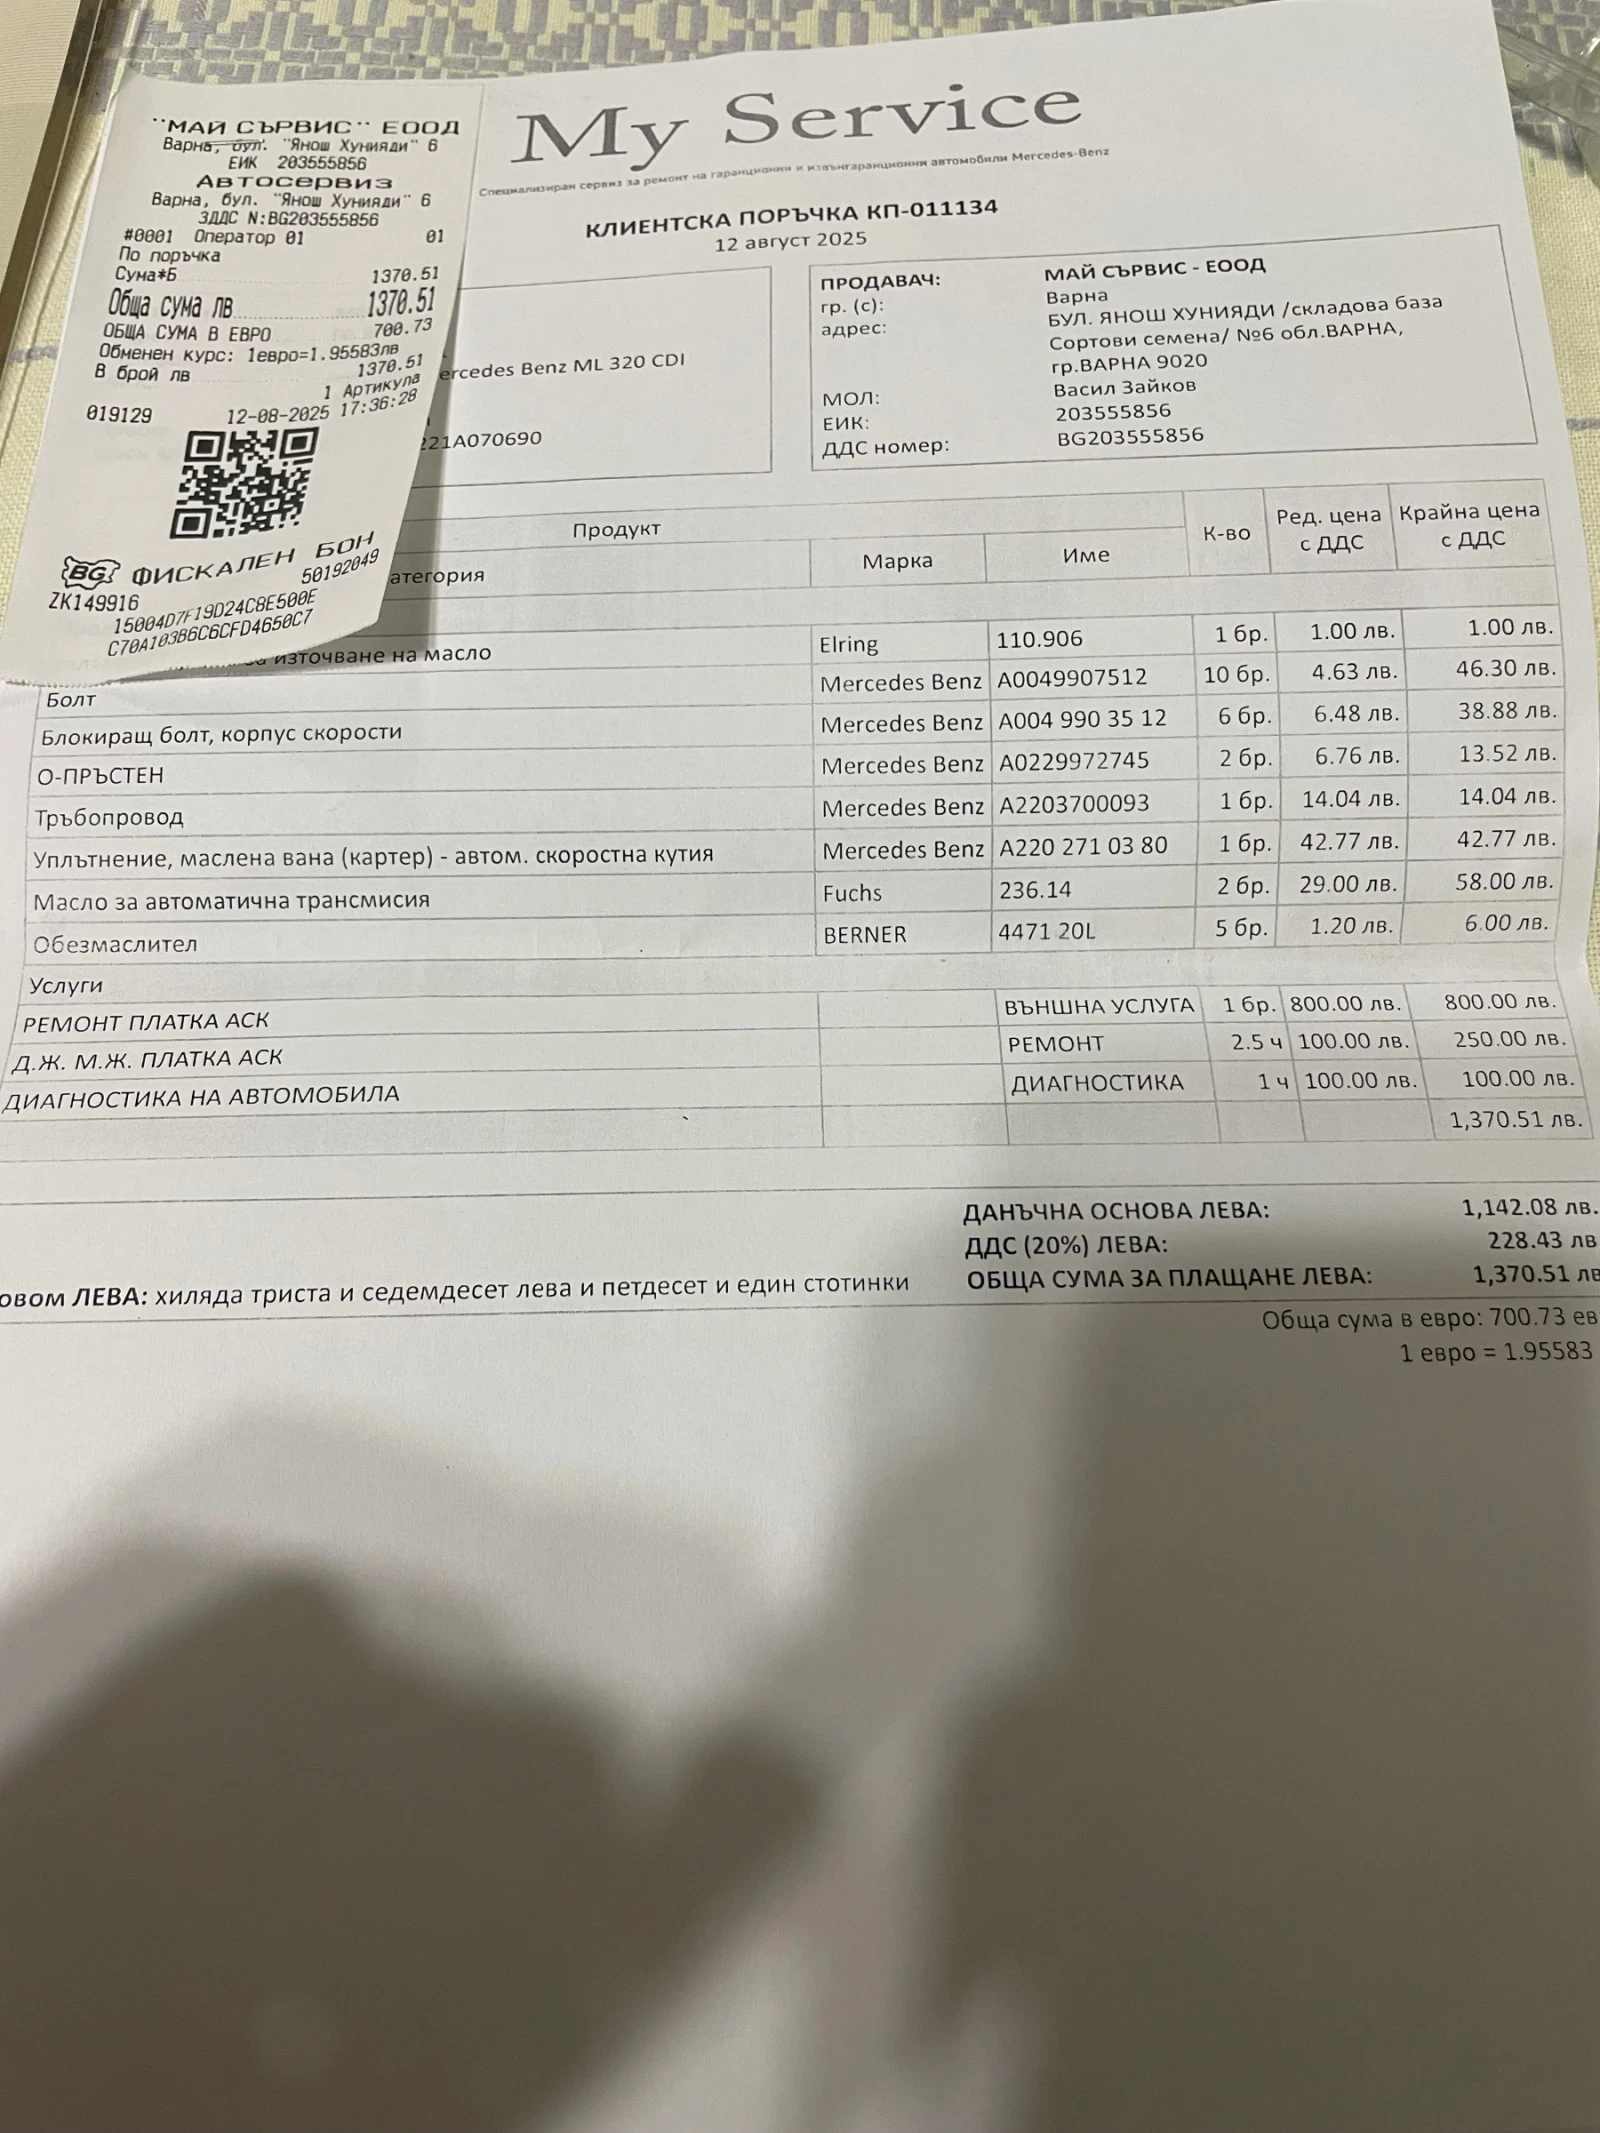 "МАЙ СЪРВИС" ЕООД
Варна, бул. "Янош Хунияди" 6
ЕИК 203555856
Автосервиз
Варна, бул. "Янош Хунияди" 6
ЗДДС N:BG203555856
#0001 Оператор 01 01
По поръчка
Сума*Б 1370.51
Обща сума лв 1370.51
ОБЩА СУМА В ЕВРО 700.73
Обменен курс: 1евро=1.95583лв
В брой лв 1370.51
1 Артикула
019129 12-08-2025 17:36:28
BG ФИСКАЛЕН БОН
ZK149916 50192049
15004D7F19D24C8E500E
C70A103B6C6CFD4650C7
My Service
Специализиран сервиз за ремонт на гаранционни и извънгаранционни автомобили Mercedes-Benz
КЛИЕНТСКА ПОРЪЧКА КП-011134
12 август 2025
ercedes Benz ML 320 CDI
221A070690
ПРОДАВАЧ: МАЙ СЪРВИС - ЕООД
гр. (с): Варна
адрес: БУЛ. ЯНОШ ХУНИЯДИ /складова база
Сортови семена/ №6 обл.ВАРНА,
гр.ВАРНА 9020
МОЛ: Васил Зайков
ЕИК: 203555856
ДДС номер: BG203555856
Продукт К-во Ред. цена с ДДС Крайна цена с ДДС
атегория Марка Име
източване на масло Elring 110.906 1 бр. 1.00 лв. 1.00 лв.
Болт Mercedes Benz A0049907512 10 бр. 4.63 лв. 46.30 лв.
Блокиращ болт, корпус скорости Mercedes Benz A004 990 35 12 6 бр. 6.48 лв. 38.88 лв.
О-ПРЪСТЕН Mercedes Benz A0229972745 2 бр. 6.76 лв. 13.52 лв.
Тръбопровод Mercedes Benz A2203700093 1 бр. 14.04 лв. 14.04 лв.
Уплътнение, маслена вана (картер) - автом. скоростна кутия Mercedes Benz A220 271 03 80 1 бр. 42.77 лв. 42.77 лв.
Масло за автоматична трансмисия Fuchs 236.14 2 бр. 29.00 лв. 58.00 лв.
Обезмаслител BERNER 4471 20L 5 бр. 1.20 лв. 6.00 лв.
Услуги
РЕМОНТ ПЛАТКА АСК ВЪНШНА УСЛУГА 1 бр. 800.00 лв. 800.00 лв.
Д.Ж. М.Ж. ПЛАТКА АСК РЕМОНТ 2.5 ч 100.00 лв. 250.00 лв.
ДИАГНОСТИКА НА АВТОМОБИЛА ДИАГНОСТИКА 1 ч 100.00 лв. 100.00 лв.
1,370.51 лв.
ДАНЪЧНА ОСНОВА ЛЕВА: 1,142.08 лв.
ДДС (20%) ЛЕВА: 228.43 лв
овом ЛЕВА: хиляда триста и седемдесет лева и петдесет и един стотинки ОБЩА СУМА ЗА ПЛАЩАНЕ ЛЕВА: 1,370.51 лв
Обща сума в евро: 700.73 ев
1 евро = 1.95583